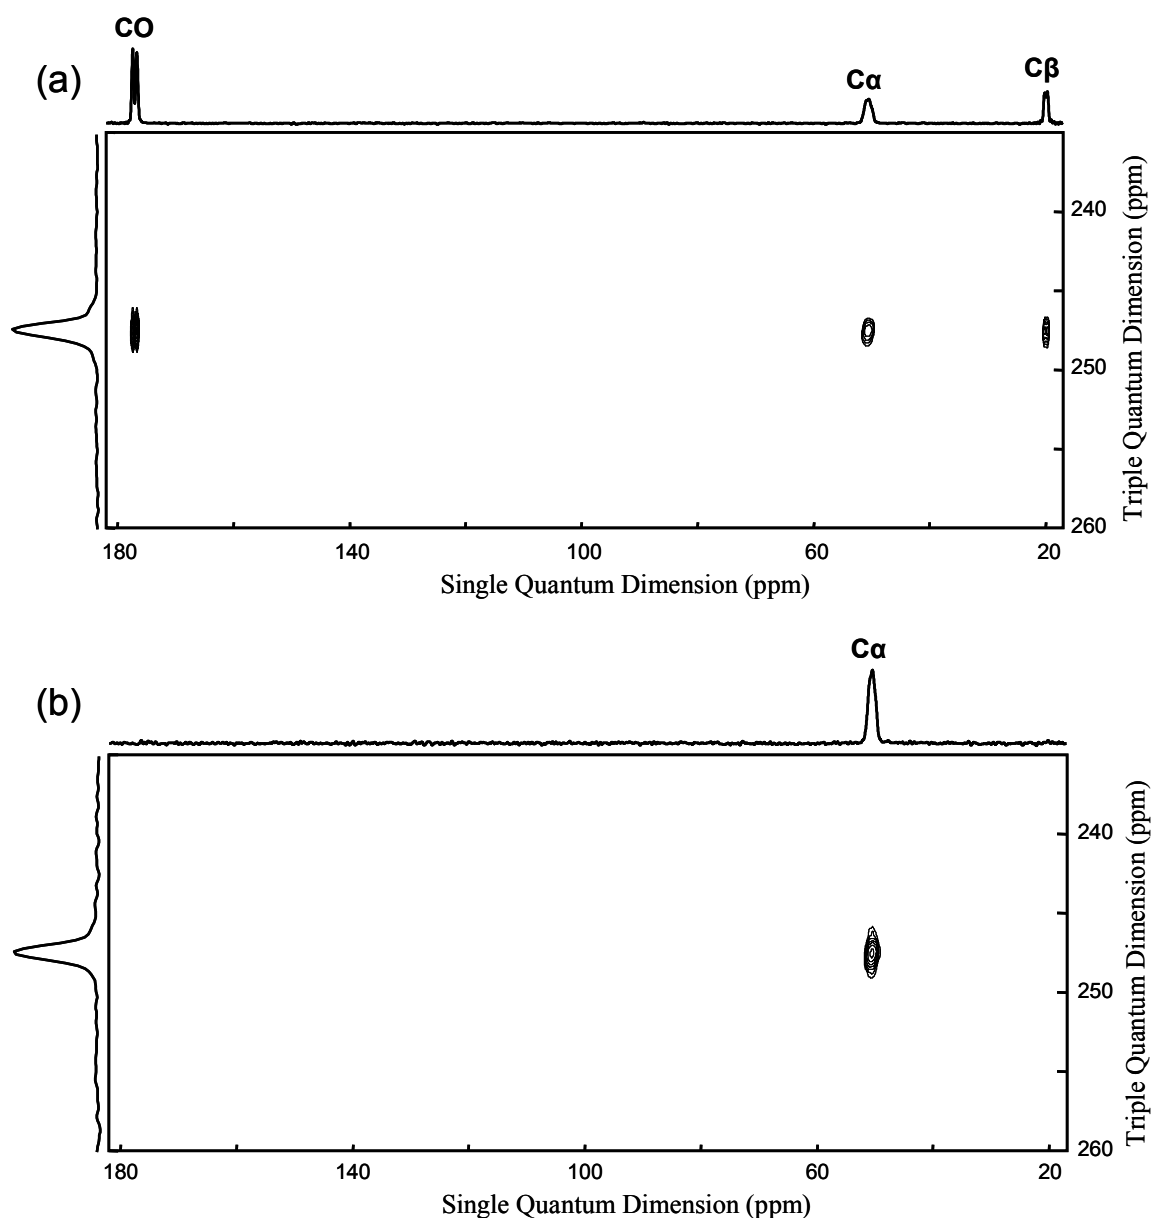 CO
(a)
Cα
Cβ
240
250
260
Triple Quantum Dimension (ppm)
180
140
100
60
20
Single Quantum Dimension (ppm)
Cα
(b)
240
250
260
Triple Quantum Dimension (ppm)
180
140
100
60
20
Single Quantum Dimension (ppm)